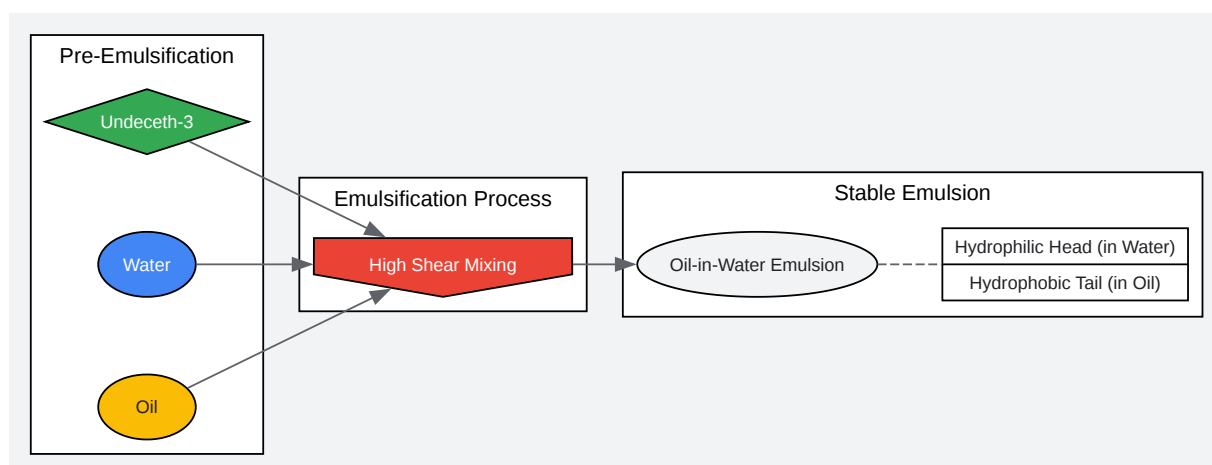 Pre-Emulsification
Undeceth-3
Water
Oil
Emulsification Process
High Shear Mixing
Stable Emulsion
Oil-in-Water Emulsion
Hydrophilic Head (in Water)
Hydrophobic Tail (in Oil)